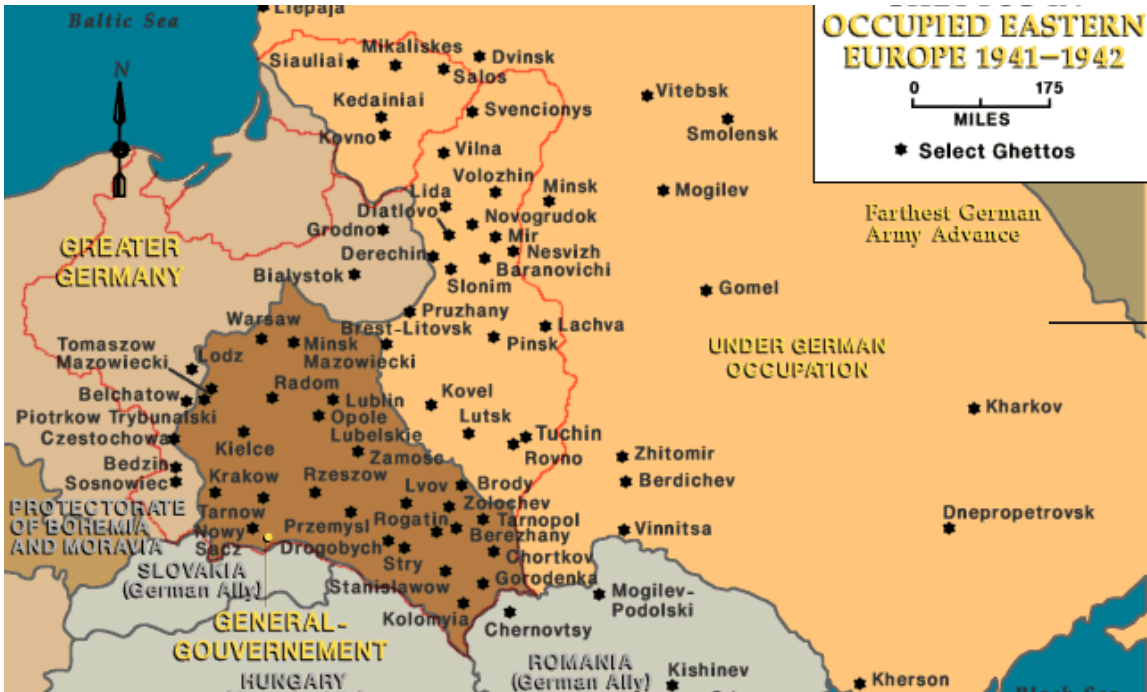 Liepaja
Baltic Sea
GHETTOS IN
OCCUPIED EASTERN
EUROPE 1941–1942
0 175
MILES
Select Ghettos
N
Mikaliskes
Siauliai
Dvinsk
Salos
Kedainiai
Svencionys
Kovno
Vilna
Vitebsk
Smolensk
Volozhin
Lida
Minsk
Mogilev
Diatlovo
Novogrudok
Grodno
Mir
Derechin
Nesvizh
Baranovichi
Bialystok
Slonim
Farthest German
Army Advance
GREATER
GERMANY
Gomel
Pruzhany
Warsaw
Brest-Litovsk
Lachva
Minsk
Mazowiecki
Pinsk
Tomaszow
Mazowiecki
Lodz
UNDER GERMAN
OCCUPATION
Radom
Belchatow
Lublin
Kovel
Piotrkow Trybunalski
Opole
Lubelskie
Lutsk
Kharkov
Czestochowa
Kielce
Tuchin
Rovno
Zamosc
Zhitomir
Bedzin
Sosnowiec
Krakow
Rzeszow
Lvov
Brody
Berdichev
PROTECTORATE
OF BOHEMIA
AND MORAVIA
Tarnow
Zolochev
Nowy
Sacz
Przemysl
Rogatin
Tarnopol
Berezhany
Vinnitsa
Dnepropetrovsk
Drogobych
Stry
Chortkov
SLOVAKIA
(German Ally)
Stanislawow
Gorodenka
Mogilev-
Podolski
Kolomyia
Chernovtsy
GENERAL-
GOUVERNEMENT
HUNGARY
ROMANIA
(German Ally)
Kishinev
Kherson
Black Sea